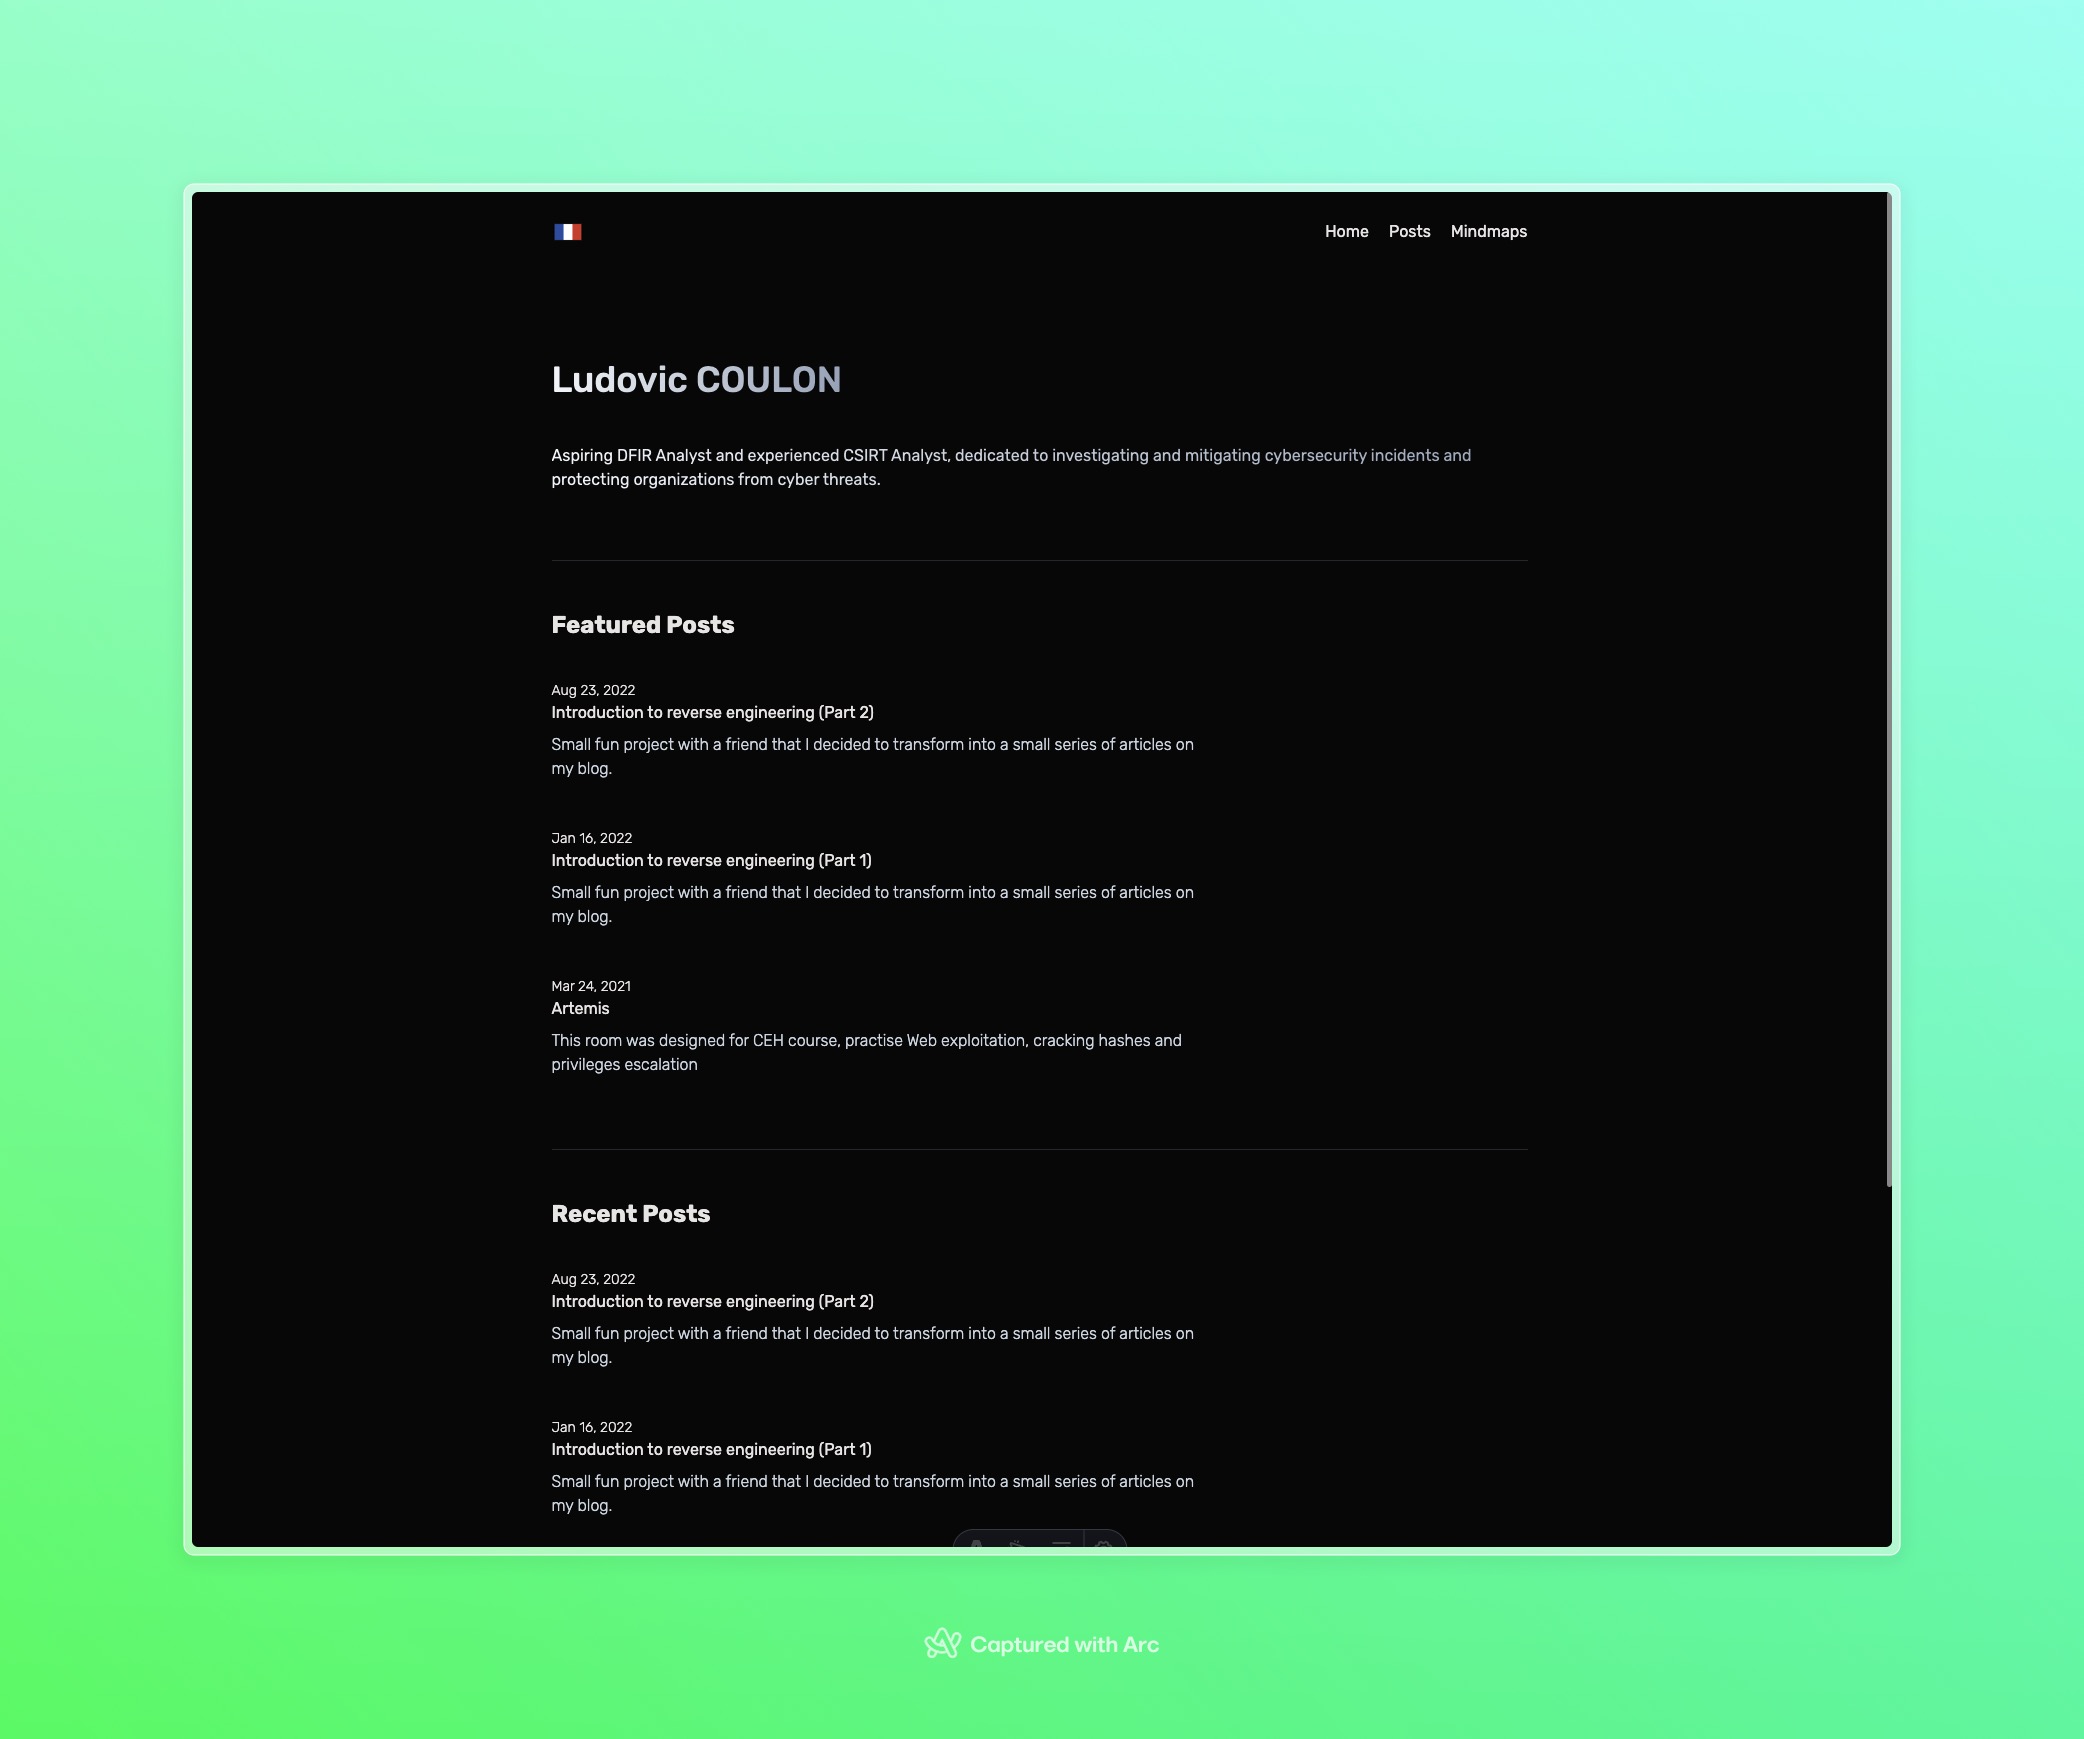 Home Posts Mindmaps
Ludovic COULON
Aspiring DFIR Analyst and experienced CSIRT Analyst, dedicated to investigating and mitigating cybersecurity incidents and
protecting organizations from cyber threats.
Featured Posts
Aug 23, 2022
Introduction to reverse engineering (Part 2)
Small fun project with a friend that I decided to transform into a small series of articles on
my blog.
Jan 16, 2022
Introduction to reverse engineering (Part 1)
Small fun project with a friend that I decided to transform into a small series of articles on
my blog.
Mar 24, 2021
Artemis
This room was designed for CEH course, practise Web exploitation, cracking hashes and
privileges escalation
Recent Posts
Aug 23, 2022
Introduction to reverse engineering (Part 2)
Small fun project with a friend that I decided to transform into a small series of articles on
my blog.
Jan 16, 2022
Introduction to reverse engineering (Part 1)
Small fun project with a friend that I decided to transform into a small series of articles on
my blog.
Captured with Arc